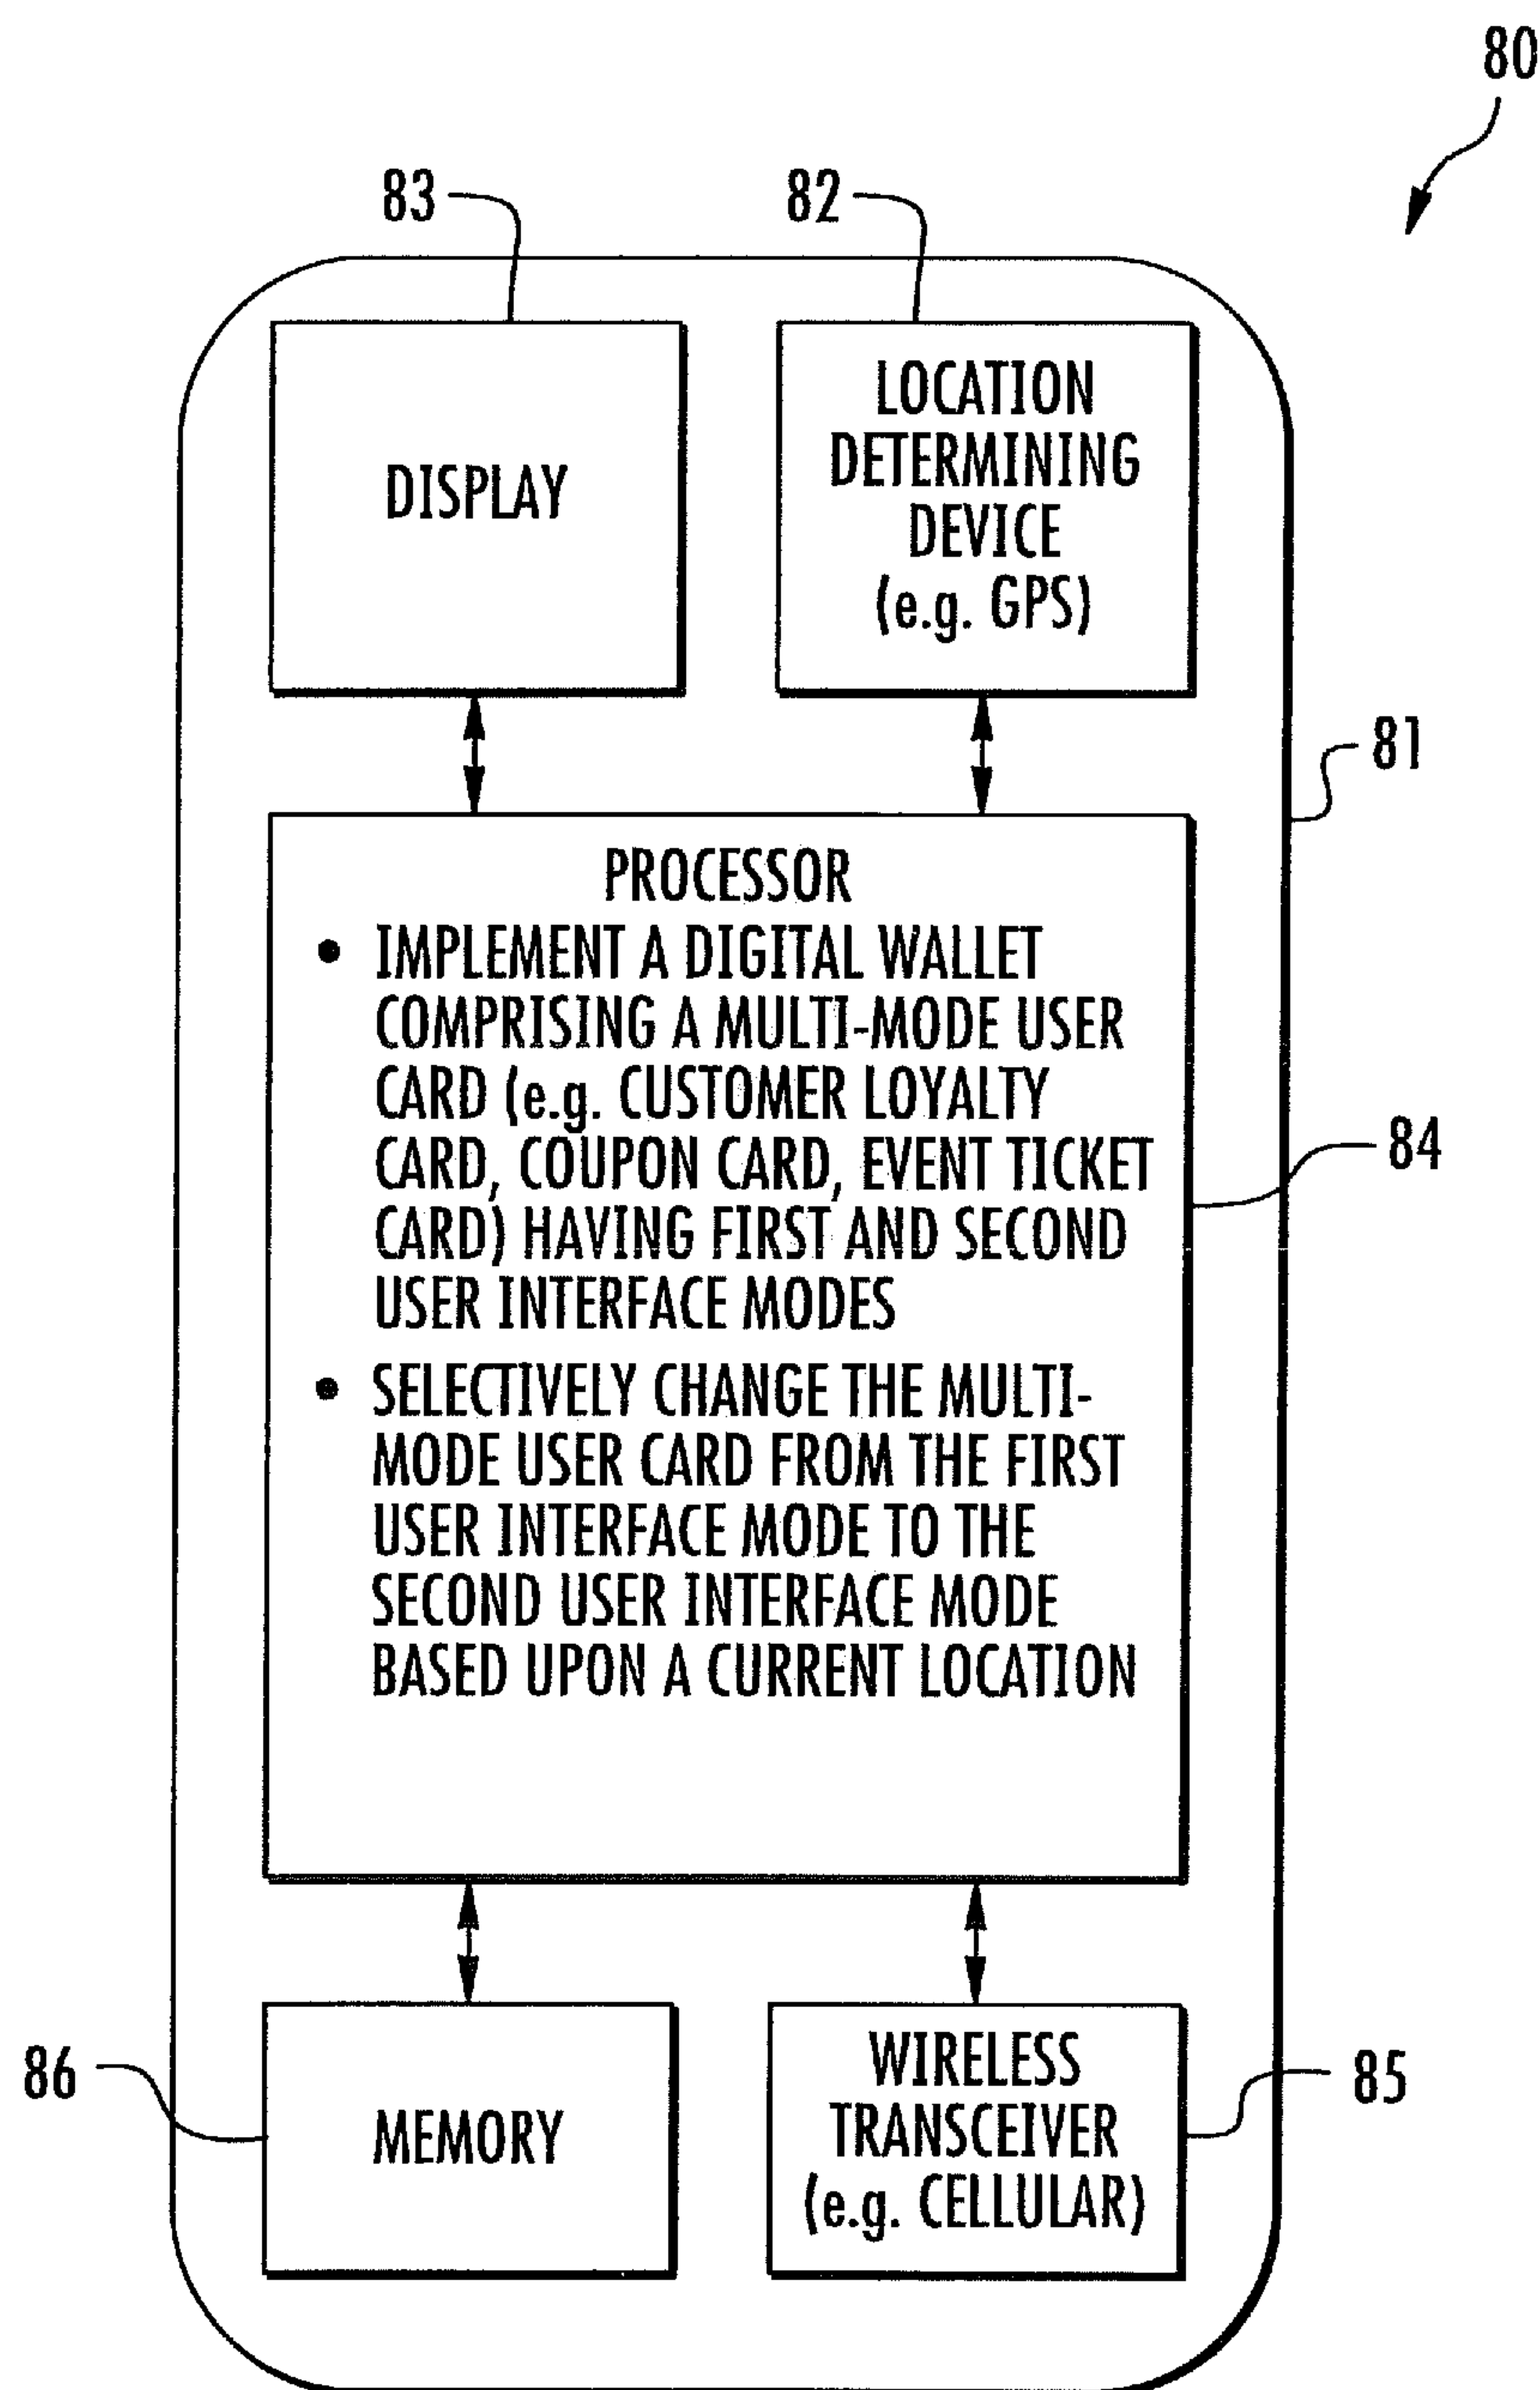 80
83
82
DISPLAY
LOCATION
DETERMINING
DEVICE
(e.g. GPS)
81
PROCESSOR
• IMPLEMENT A DIGITAL WALLET
COMPRISING A MULTI-MODE USER
CARD (e.g. CUSTOMER LOYALTY
CARD, COUPON CARD, EVENT TICKET
CARD) HAVING FIRST AND SECOND
USER INTERFACE MODES
• SELECTIVELY CHANGE THE MULTI-
MODE USER CARD FROM THE FIRST
USER INTERFACE MODE TO THE
SECOND USER INTERFACE MODE
BASED UPON A CURRENT LOCATION
84
86
MEMORY
WIRELESS
TRANSCEIVER
(e.g. CELLULAR)
85